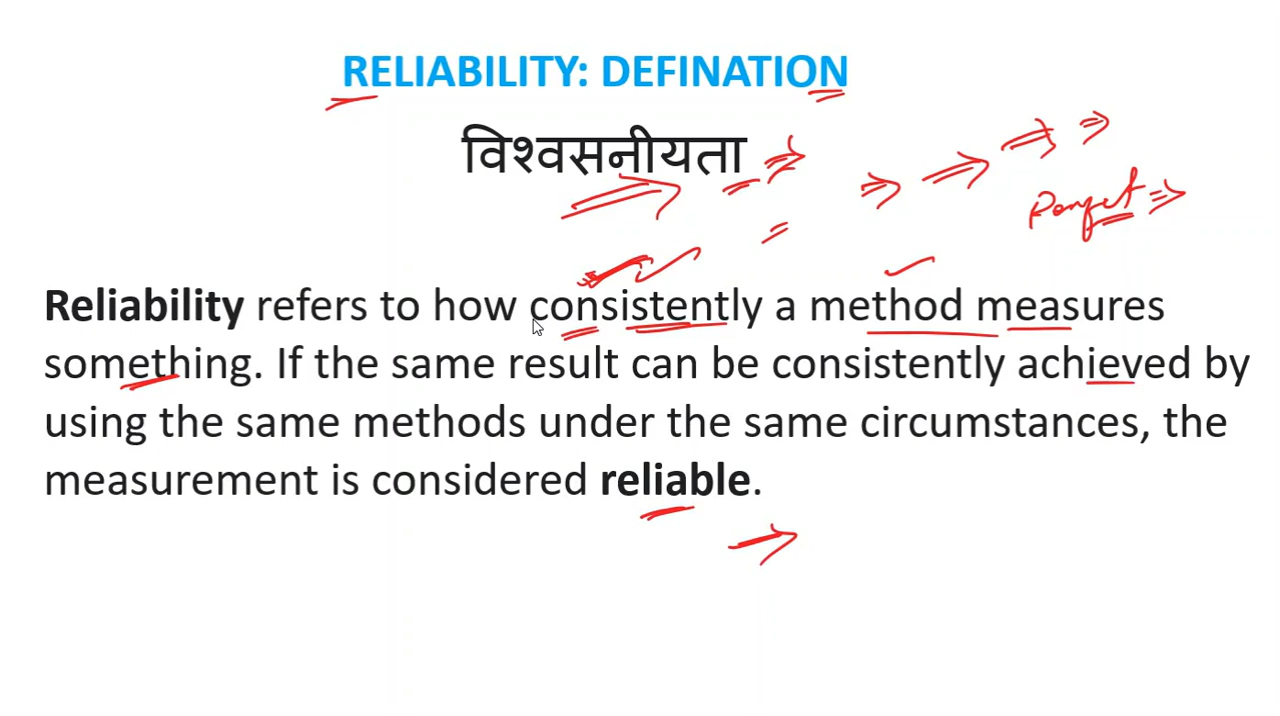 RELIABILITY: DEFINATION
विश्वसनीयता
Reliability refers to how consistently a method measures
something. If the same result can be consistently achieved by
using the same methods under the same circumstances, the
measurement is considered reliable.